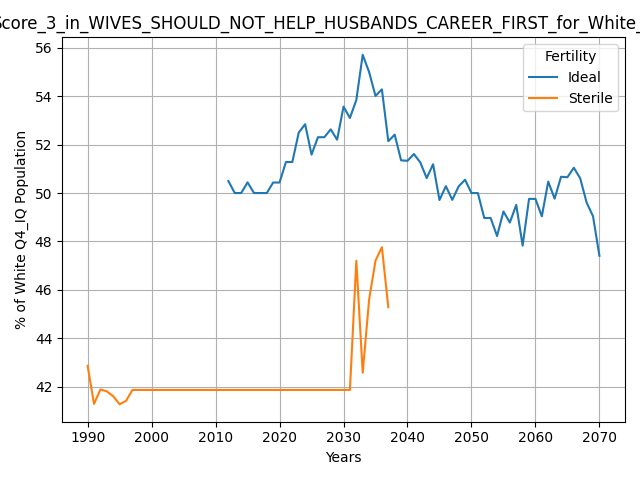 Score_3_in_WIVES_SHOULD_NOT_HELP_HUSBANDS_CAREER_FIRST_for_White_
Fertility
Ideal
Sterile
% of White Q4_IQ Population
56
54
52
50
48
46
44
42
1990 2000 2010 2020 2030 2040 2050 2060 2070
Years